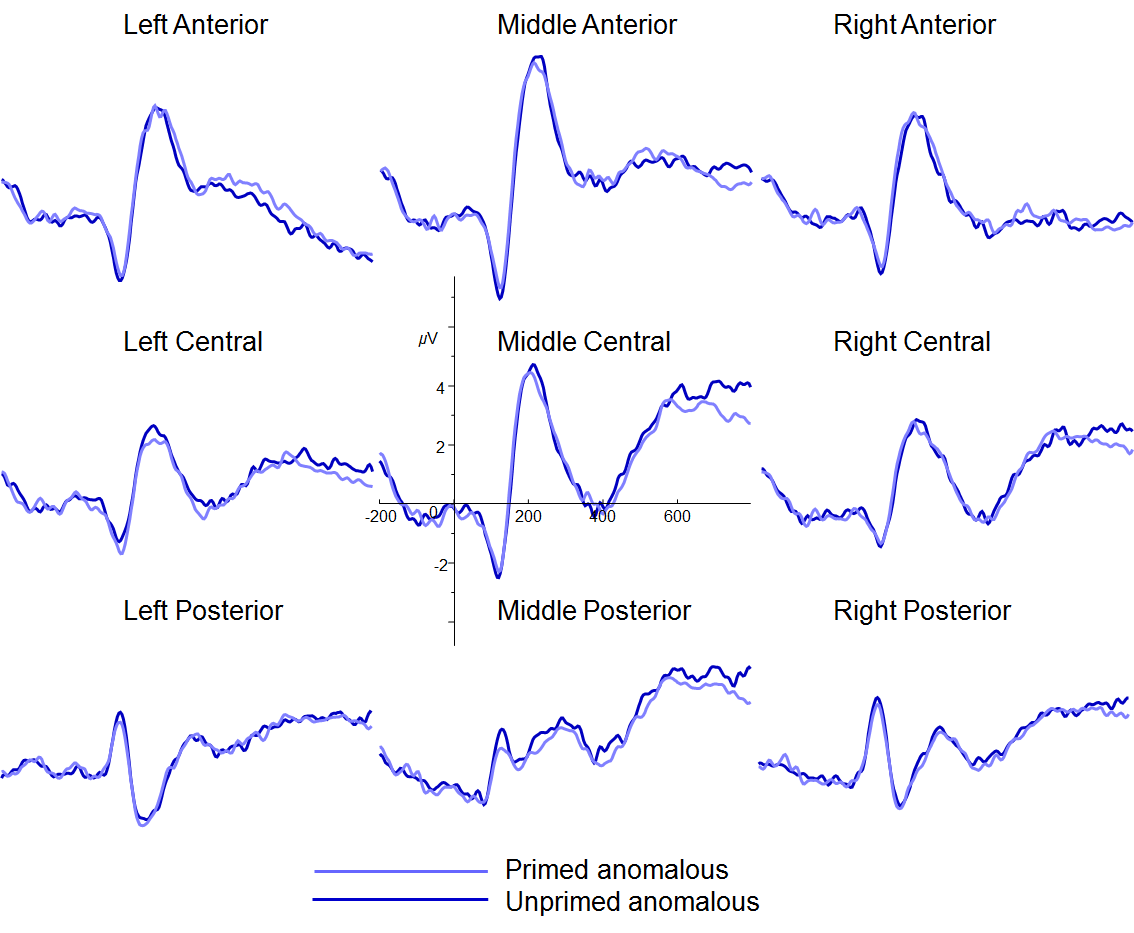 Left Anterior Middle Anterior Right Anterior
Left Central µV Middle Central Right Central
4
2
-200 0 200 400 600
-2
Left Posterior Middle Posterior Right Posterior
Primed anomalous
Unprimed anomalous